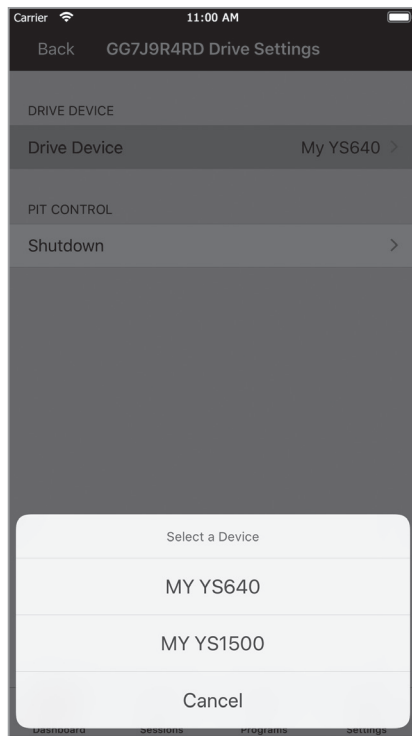 Carrier 11:00 AM
Back GG7J9R4RD Drive Settings
DRIVE DEVICE
Drive Device My YS640
PIT CONTROL
Shutdown
Select a Device
MY YS640
MY YS1500
Cancel
Dashboard Sessions Programs Settings